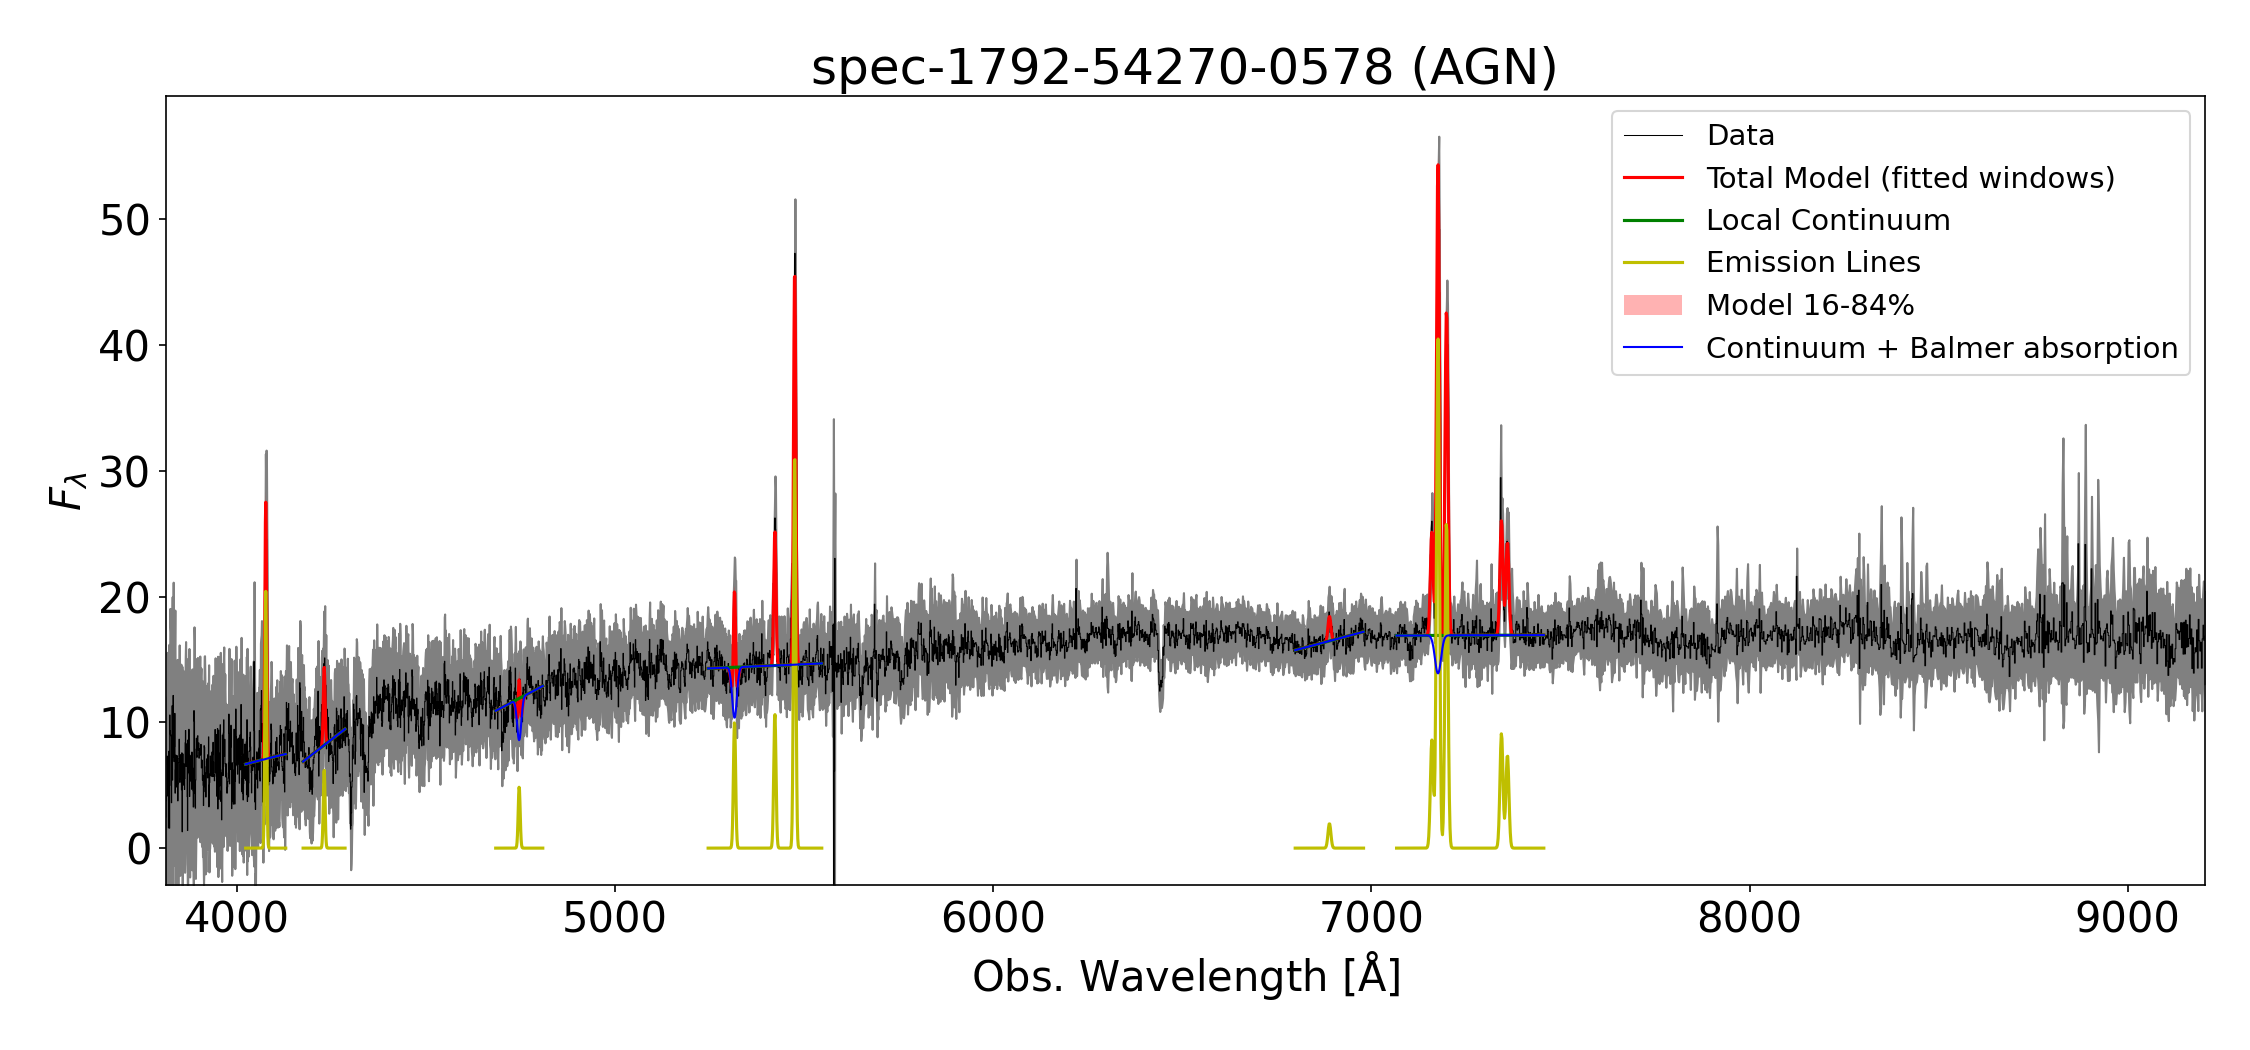 spec-1792-54270-0578 (AGN)
Data
Total Model (fitted windows)
Local Continuum
Emission Lines
Model 16-84%
Continuum + Balmer absorption
50
40
30
20
10
0
F_λ
4000 5000 6000 7000 8000 9000
Obs. Wavelength [Å]